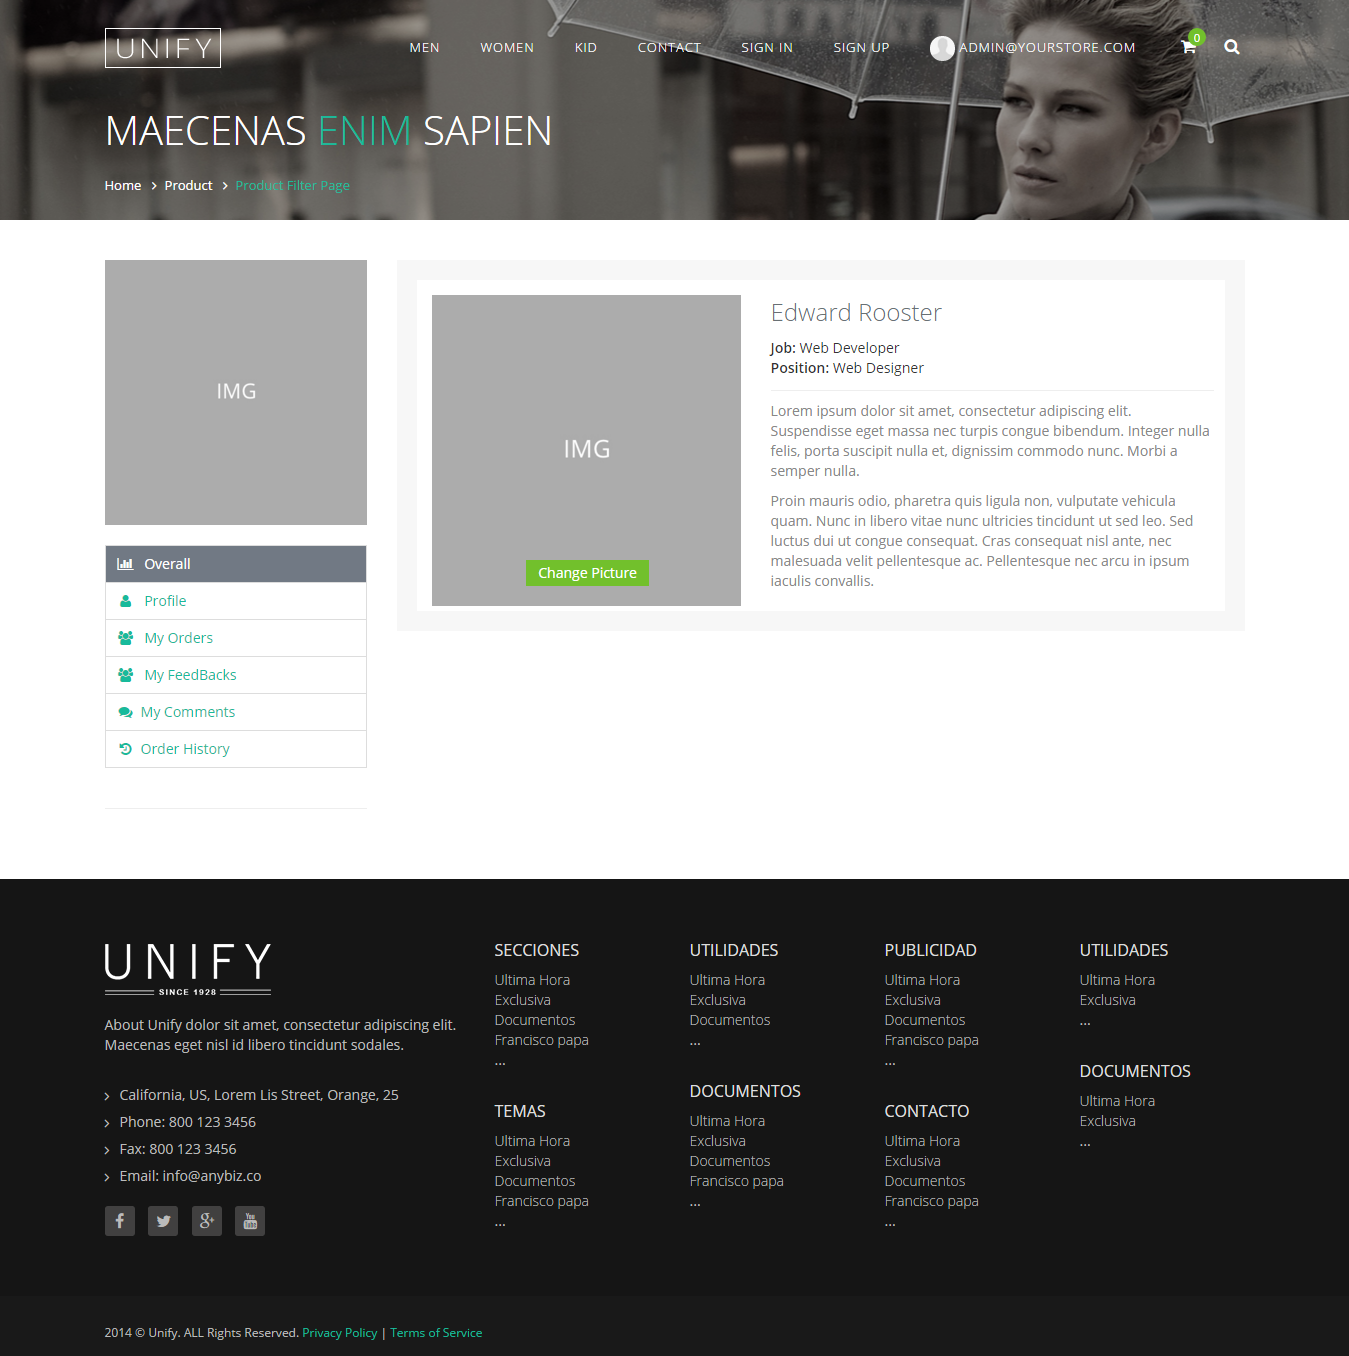 UNIFY
MEN WOMEN KID CONTACT SIGN IN SIGN UP ADMIN@YOURSTORE.COM 0
MAECENAS ENIM SAPIEN
Home > Product > Product Filter Page
IMG
Overall
Profile
My Orders
My FeedBacks
My Comments
Order History
IMG
Change Picture
Edward Rooster
Job: Web Developer
Position: Web Designer
Lorem ipsum dolor sit amet, consectetur adipiscing elit.
Suspendisse eget massa nec turpis congue bibendum. Integer nulla
felis, porta suscipit nulla et, dignissim commodo nunc. Morbi a
semper nulla.
Proin mauris odio, pharetra quis ligula non, vulputate vehicula
quam. Nunc in libero vitae nunc ultricies tincidunt ut sed leo. Sed
luctus dui ut congue consequat. Cras consequat nisl ante, nec
malesuada velit pellentesque ac. Pellentesque nec arcu in ipsum
iaculis convallis.
UNIFY
SINCE 1928
About Unify dolor sit amet, consectetur adipiscing elit.
Maecenas eget nisl id libero tincidunt sodales.
California, US, Lorem Lis Street, Orange, 25
Phone: 800 123 3456
Fax: 800 123 3456
Email: info@anybiz.co
SECCIONES
Ultima Hora
Exclusiva
Documentos
Francisco papa
...
TEMAS
Ultima Hora
Exclusiva
Documentos
Francisco papa
...
UTILIDADES
Ultima Hora
Exclusiva
Documentos
...
DOCUMENTOS
Ultima Hora
Exclusiva
Documentos
Francisco papa
...
PUBLICIDAD
Ultima Hora
Exclusiva
Documentos
Francisco papa
...
CONTACTO
Ultima Hora
Exclusiva
Documentos
Francisco papa
...
UTILIDADES
Ultima Hora
Exclusiva
...
DOCUMENTOS
Ultima Hora
Exclusiva
...
2014 © Unify. ALL Rights Reserved. Privacy Policy | Terms of Service